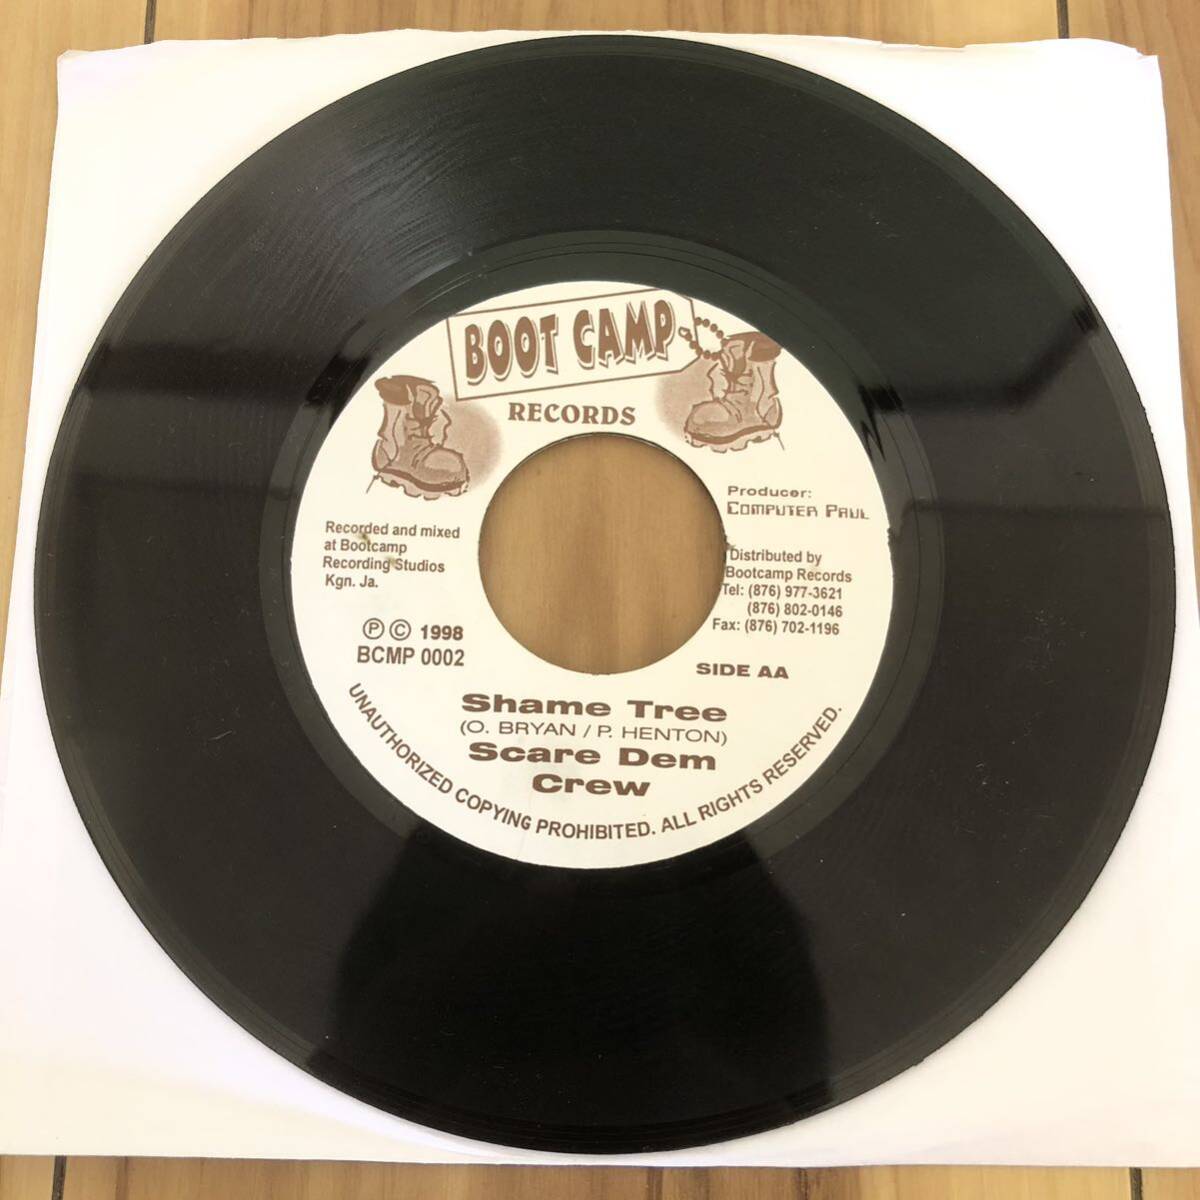 BOOT CAMP
RECORDS
Producer:
COMPUTER PAUL
Recorded and mixed
at Bootcamp
Recording Studios
Kgn. Ja.
Distributed by
Bootcamp Records
Tel: (876) 977-3621
(876) 802-0146
Fax: (876) 702-1196
Ⓟ © 1998
BCMP 0002
SIDE AA
Shame Tree
(O. BRYAN / P. HENTON)
Scare Dem
Crew
UNAUTHORIZED COPYING PROHIBITED. ALL RIGHTS RESERVED.